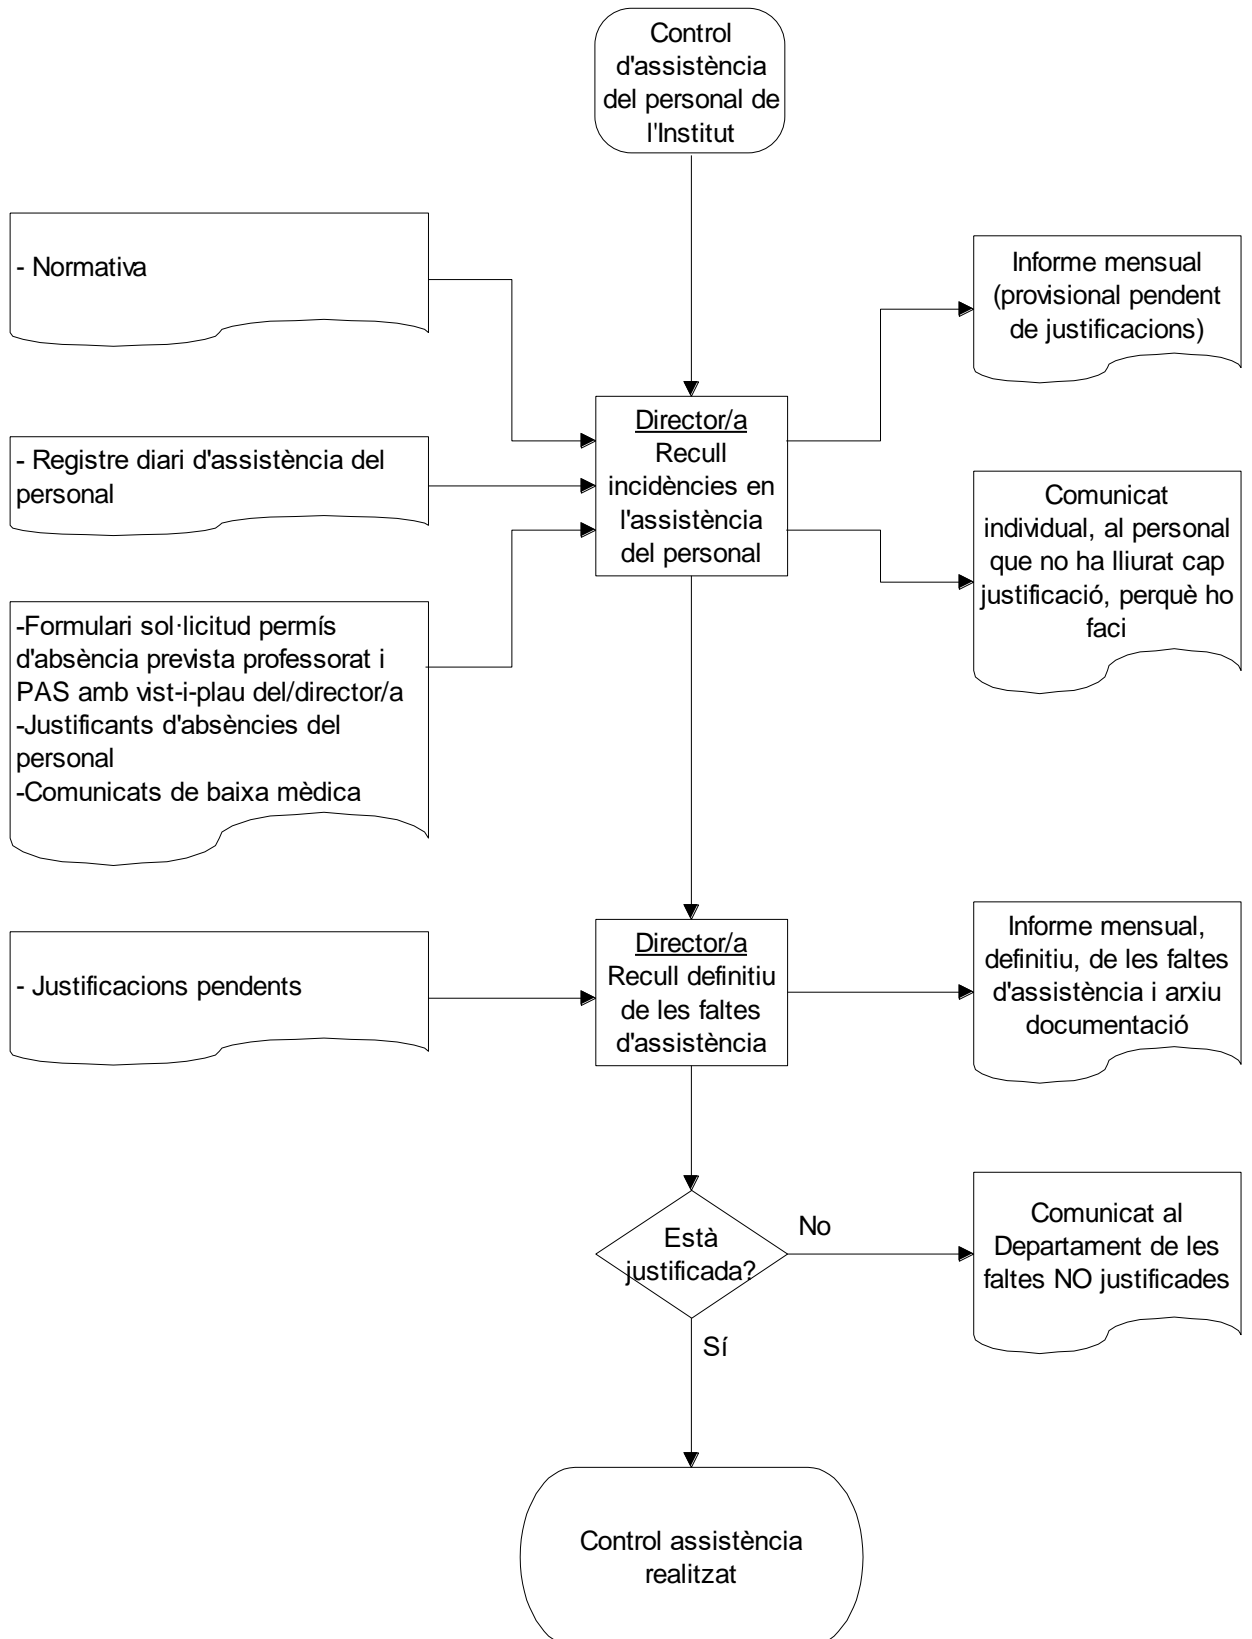 Control
d'assistència
del personal de
l'Institut
- Normativa
Informe mensual
(provisional pendent
de justificacions)
- Registre diari d'assistència del
personal
Director/a
Recull
incidències en
l'assistència
del personal
Comunicat
individual, al personal
que no ha lliurat cap
justificació, perquè ho
faci
-Formulari sol·licitud permís
d'absència prevista professorat i
PAS amb vist-i-plau del/director/a
-Justificants d'absències del
personal
-Comunicats de baixa mèdica
- Justificacions pendents
Director/a
Recull definitiu
de les faltes
d'assistència
Informe mensual,
definitiu, de les faltes
d'assistència i arxiu
documentació
Està
justificada?
No
Comunicat al
Departament de les
faltes NO justificades
Sí
Control assistència
realitzat